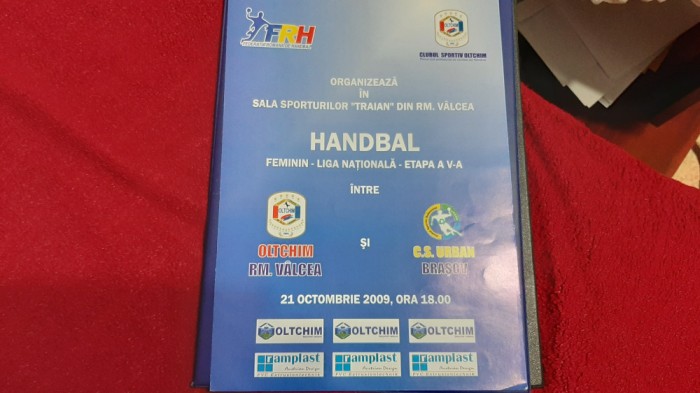 FRH
CLUBUL SPORTIV OLTCHIM
ORGANIZEAZĂ
ÎN
SALA SPORTURILOR "TRAIAN" DIN RM. VÂLCEA
HANDBAL
FEMININ - LIGA NAȚIONALĂ - ETAPA A V-A
ÎNTRE
OLTCHIM
ȘI
OLTCHIM
RM. VÂLCEA
C.S. URBAN
BRAȘOV
21 OCTOMBRIE 2009, ORA 18.00
OLTCHIM OLTCHIM OLTCHIM
ramplast ramplast ramplast